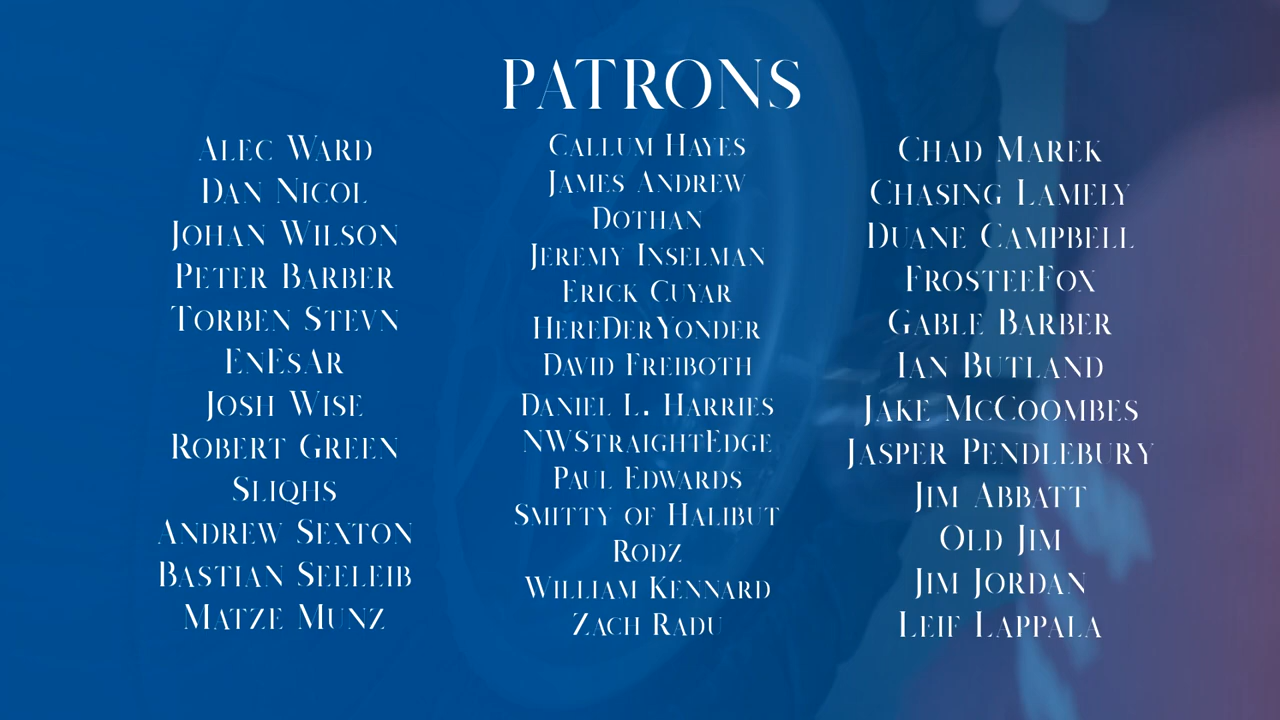 PATRONS
ALEC WARD
DAN NICOL
JOHAN WILSON
PETER BARBER
TORBEN STEVN
ENESAR
JOSH WISE
ROBERT GREEN
SLIQHS
ANDREW SEXTON
BASTIAN SEELEIB
MATZE MUNZ
CALLUM HAYES
JAMES ANDREW
DOTHAN
JEREMY INSELMAN
ERICK CUYAR
HEREDERYONDER
DAVID FREIBOTH
DANIEL L. HARRIES
NWSTRAIGHTEDGE
PAUL EDWARDS
SMITTY OF HALIBUT
RODZ
WILLIAM KENNARD
ZACH RADU
CHAD MAREK
CHASING LAMELY
DUANE CAMPBELL
FROSTEEFOX
GABLE BARBER
IAN BUTLAND
JAKE MCCOOMBES
JASPER PENDLEBURY
JIM ABBATT
OLD JIM
JIM JORDAN
LEIF LAPPALA